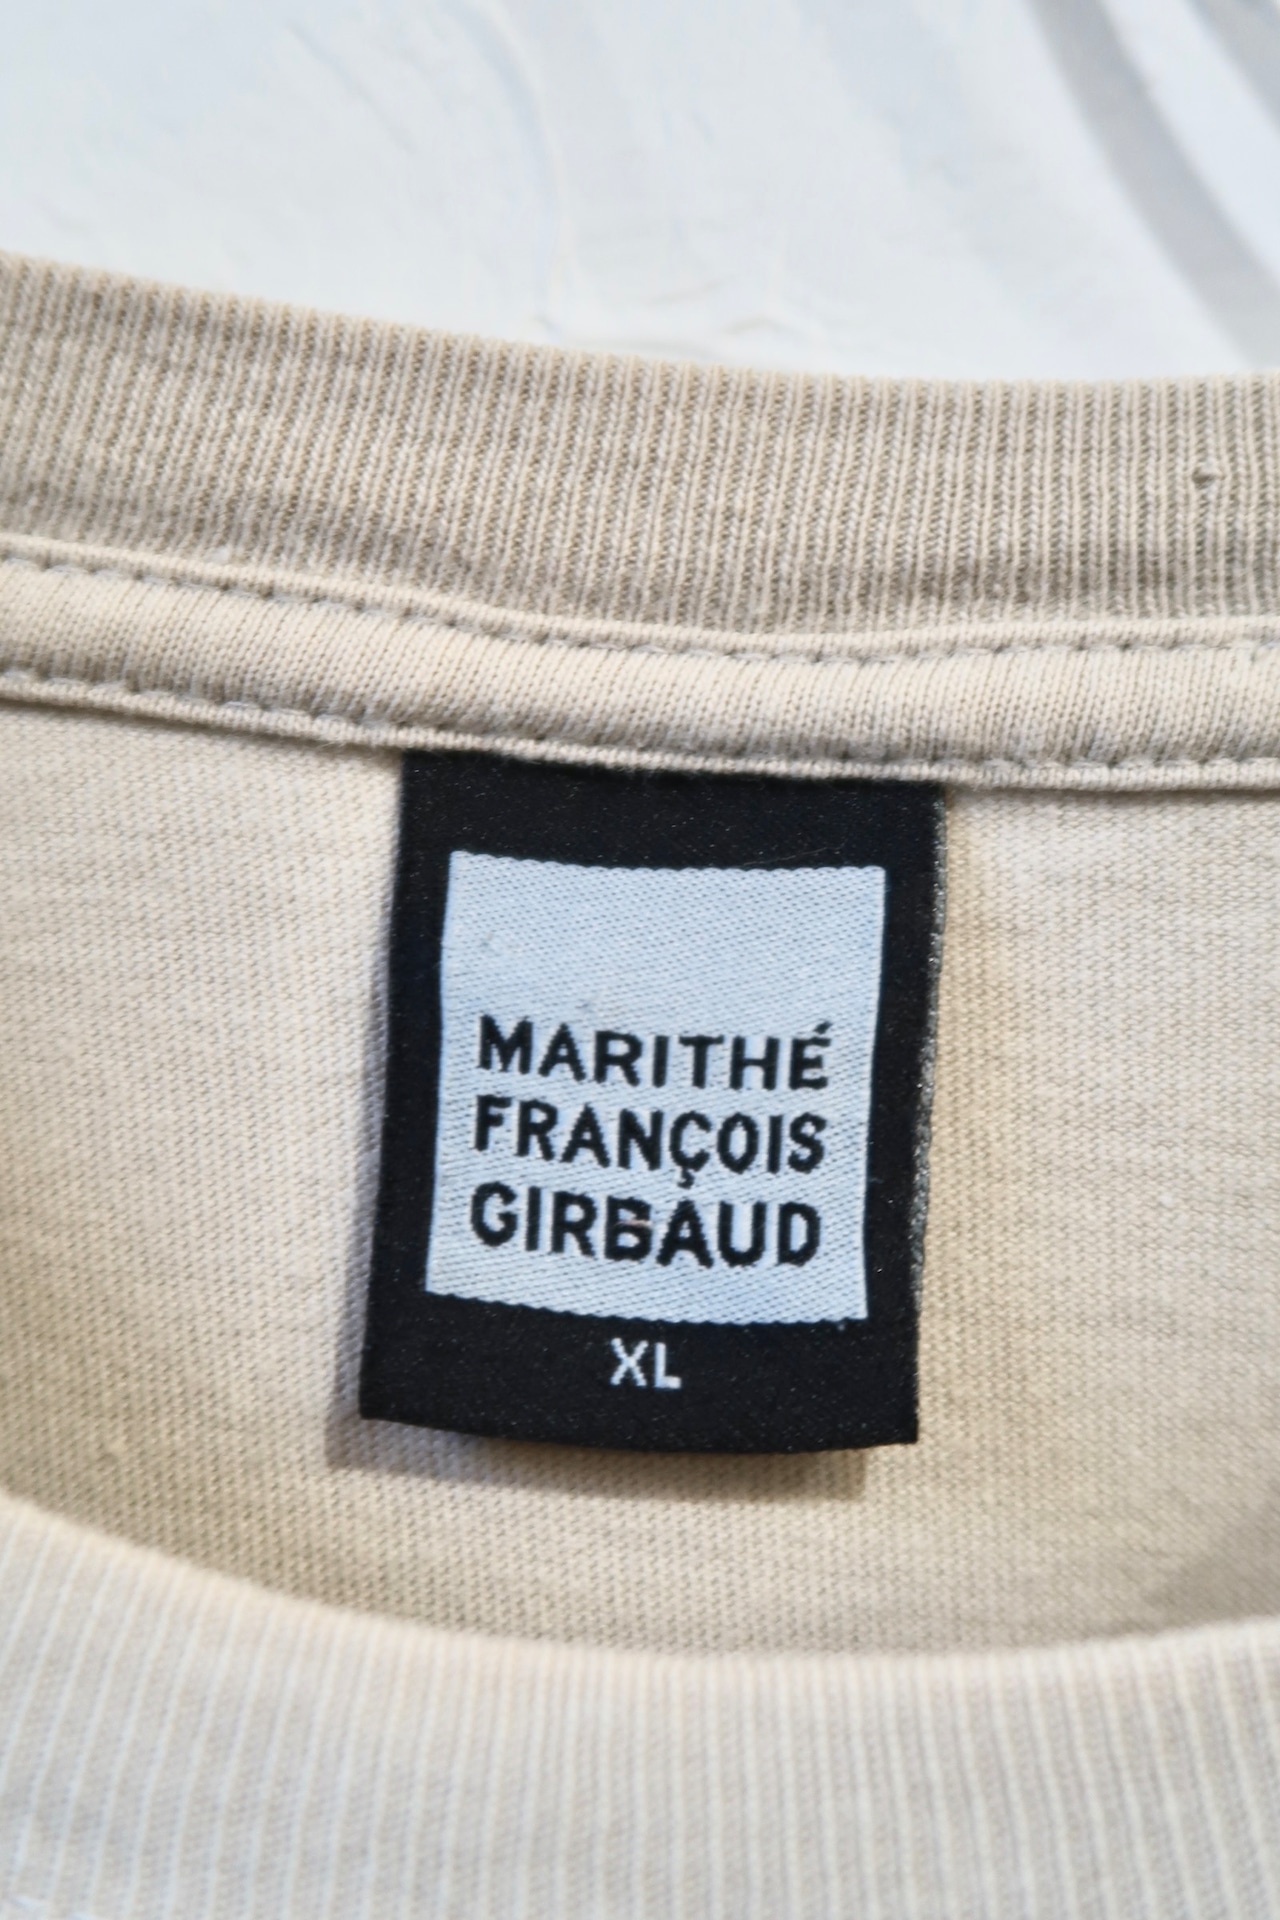 MARITHÉ
FRANÇOIS
GIRBAUD
XL